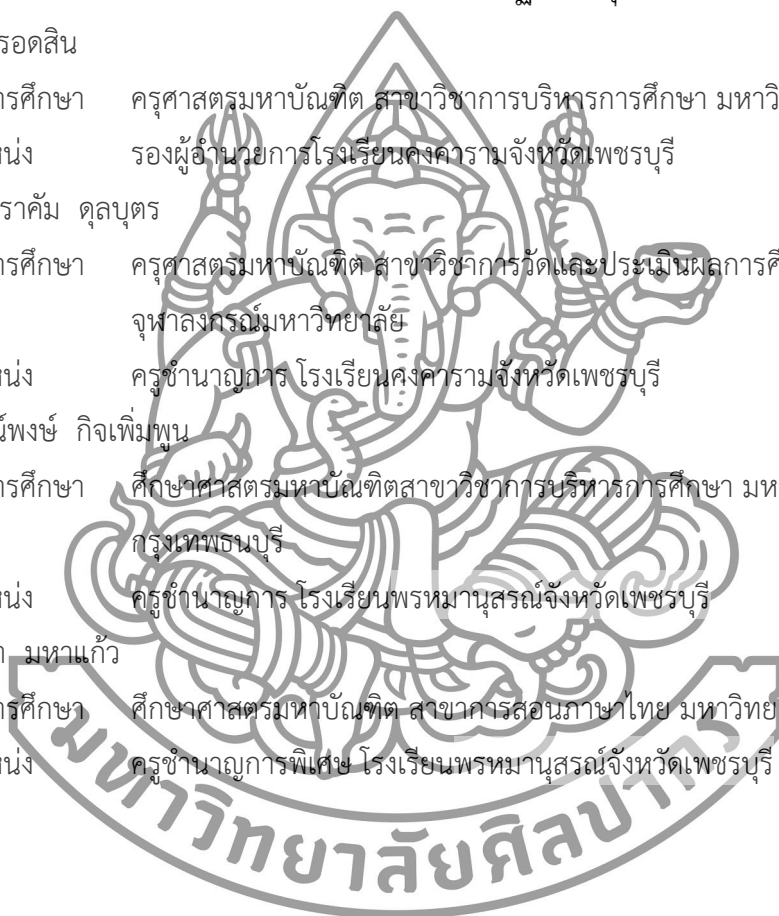 รอดสิน
ารศึกษา ครุศาสตรมหาบัณฑิต สาขาวิชาการบริหารการศึกษา มหาวิ
หน่ง รองผู้อำนวยการโรงเรียนคงคารามจังหวัดเพชรบุรี
ราคัม ดุลบุตร
ารศึกษา ครุศาสตรมหาบัณฑิต สาขาวิชาการวัดและประเมินผลการศึ
จุฬาลงกรณ์มหาวิทยาลัย
หน่ง ครูชำนาญการ โรงเรียนคงคารามจังหวัดเพชรบุรี
น์พงษ์ กิจเพิ่มพูน
ารศึกษา ศึกษาศาสตรมหาบัณฑิตสาขาวิชาการบริหารการศึกษา มห
กรุงเทพธนบุรี
หน่ง ครูชำนาญการ โรงเรียนพรหมานุสรณ์จังหวัดเพชรบุรี
า มหาแก้ว
ารศึกษา ศึกษาศาสตรมหาบัณฑิต สาขาการสอนภาษาไทย มหาวิทย
หน่ง ครูชำนาญการพิเศษ โรงเรียนพรหมานุสรณ์จังหวัดเพชรบุรี
มหาวิทยาลัยศิลปากร